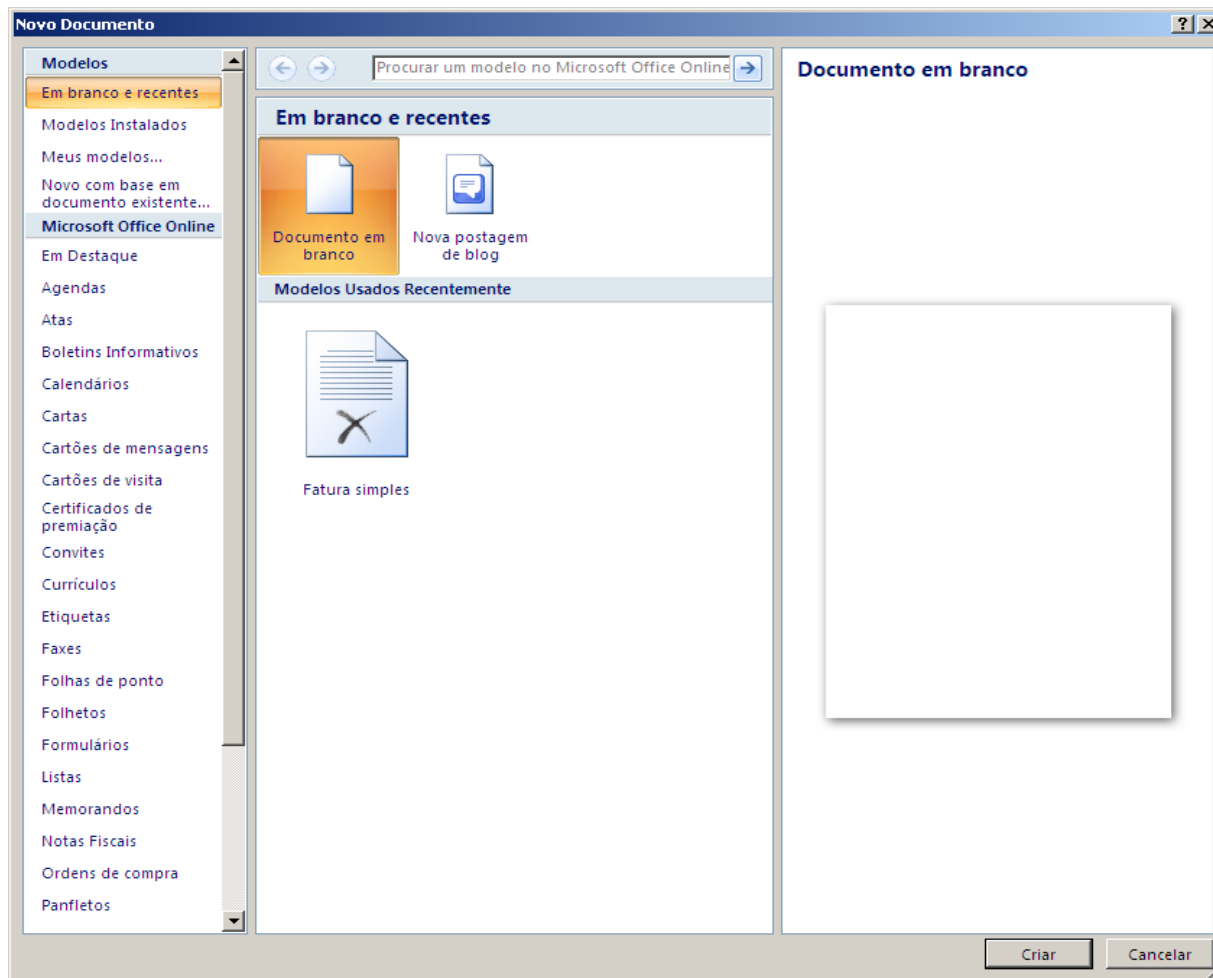 Novo Documento
Modelos
Em branco e recentes
Modelos Instalados
Meus modelos...
Novo com base em
documento existente...
Microsoft Office Online
Em Destaque
Agendas
Atas
Boletins Informativos
Calendários
Cartas
Cartões de mensagens
Cartões de visita
Certificados de
premiação
Convites
Currículos
Etiquetas
Faxes
Folhas de ponto
Folhetos
Formulários
Listas
Memorandos
Notas Fiscais
Ordens de compra
Panfletos
Procurar um modelo no Microsoft Office Online
Em branco e recentes
Documento em
branco
Nova postagem
de blog
Modelos Usados Recentemente
Fatura simples
Documento em branco
Criar
Cancelar